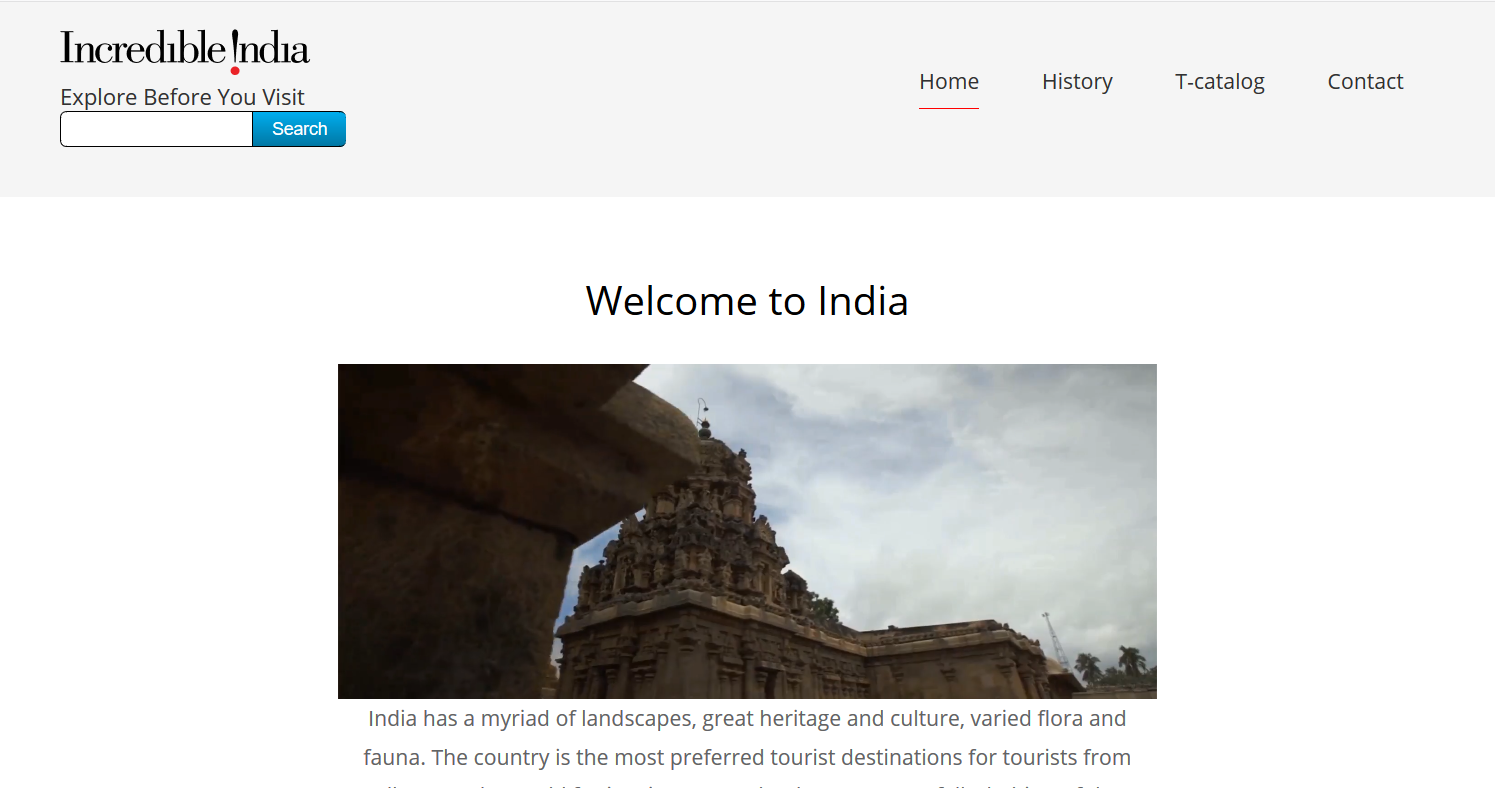 Incredible !ndia
Explore Before You Visit
Search
Home
History
T-catalog
Contact
Welcome to India
India has a myriad of landscapes, great heritage and culture, varied flora and
fauna. The country is the most preferred tourist destinations for tourists from